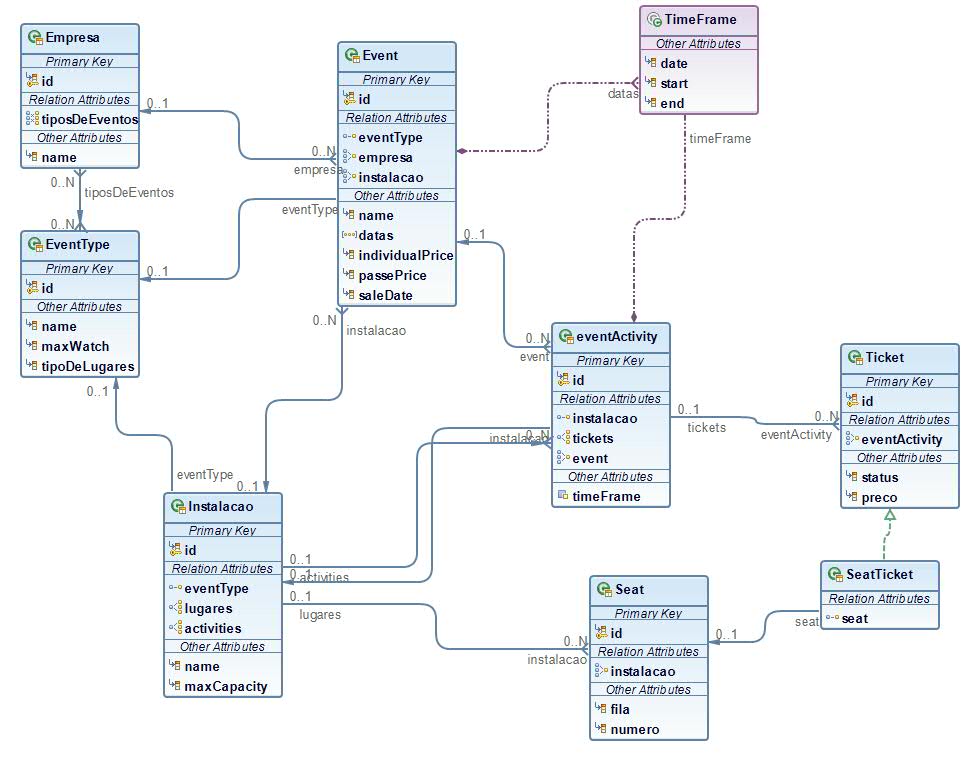 Empresa
Primary Key
id
Relation Attributes
tiposDeEventos
Other Attributes
name
0..1
0..N
empresa
0..N
tiposDeEventos
0..N
EventType
Primary Key
id
Other Attributes
name
maxWatch
tipoDeLugares
0..1
eventType
0..1
Event
Primary Key
id
Relation Attributes
eventType
empresa
instalacao
Other Attributes
name
datas
individualPrice
passePrice
saleDate
0..1
0..N
instalacao
TimeFrame
Other Attributes
date
start
end
datas
timeFrame
0..N
event
eventActivity
Primary Key
id
Relation Attributes
instalacao
tickets
event
Other Attributes
timeFrame
0..1
tickets
0..N
eventActivity
instalacao
0..N
Ticket
Primary Key
id
Relation Attributes
eventActivity
Other Attributes
status
preco
eventType
0..1
Instalacao
Primary Key
id
Relation Attributes
eventType
lugares
activities
Other Attributes
name
maxCapacity
0..1
0..1
activities
0..1
lugares
0..N
instalacao
Seat
Primary Key
id
Relation Attributes
instalacao
Other Attributes
fila
numero
0..1
seat
SeatTicket
Relation Attributes
seat